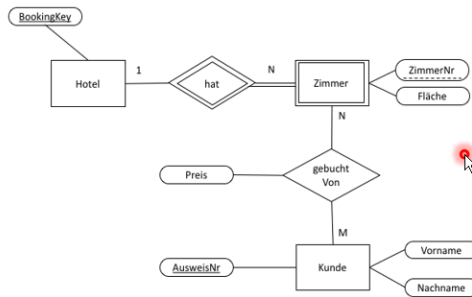 BookingKey
Hotel
1
hat
N
Zimmer
ZimmerNr
Fläche
N
Preis
gebucht
Von
M
AusweisNr
Kunde
Vorname
Nachname